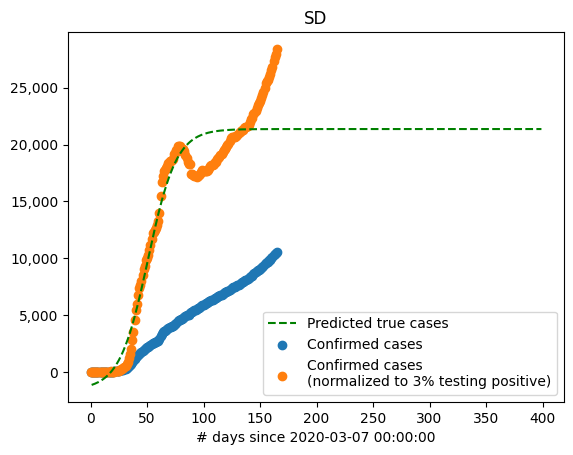 SD
25,000
20,000
15,000
10,000
5,000
0
Predicted true cases
Confirmed cases
Confirmed cases
(normalized to 3% testing positive)
0 50 100 150 200 250 300 350 400
# days since 2020-03-07 00:00:00